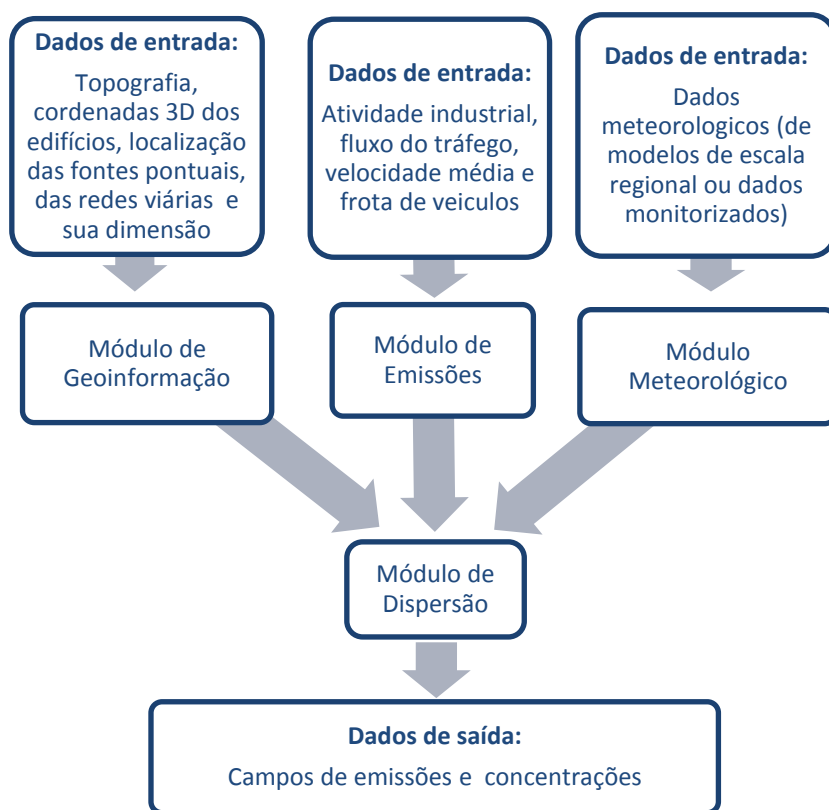 Dados de entrada:
Topografia,
cordenadas 3D dos
edifícios, localização
das fontes pontuais,
das redes viárias e
sua dimensão
Dados de entrada:
Atividade industrial,
fluxo do tráfego,
velocidade média e
frota de veiculos
Dados de entrada:
Dados
meteorologicos (de
modelos de escala
regional ou dados
monitorizados)
Módulo de
Geoinformação
Módulo de
Emissões
Módulo
Meteorológico
Módulo de
Dispersão
Dados de saída:
Campos de emissões e concentrações